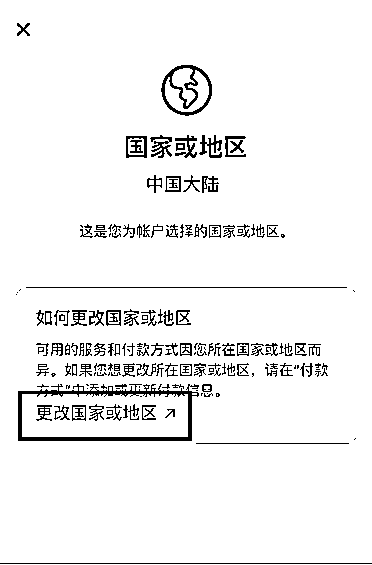 国家或地区
中国大陆
这是您为帐户选择的国家或地区。
如何更改国家或地区
可用的服务和付款方式因您所在国家或地区而
异。如果您想更改所在国家或地区，请在“付款
方式”中添加或更新付款信息。
更改国家或地区 ↗